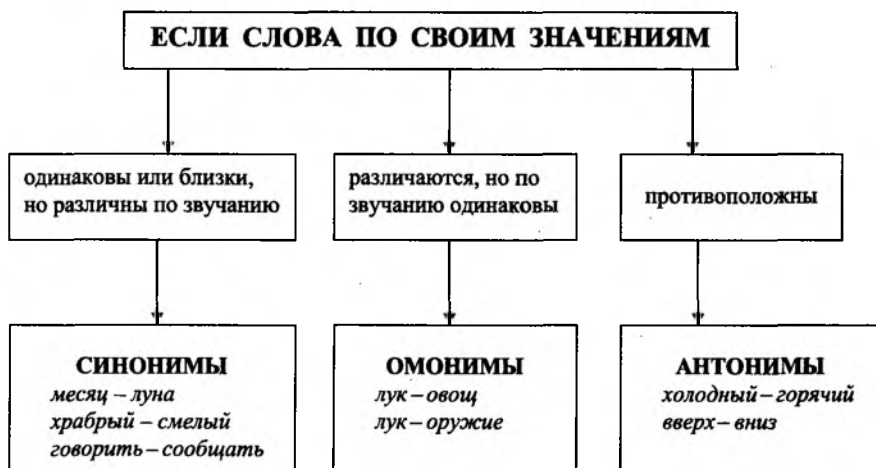 ЕСЛИ СЛОВА ПО СВОИМ ЗНАЧЕНИЯМ
одинаковы или близки,
но различны по звучанию
различаются, но по
звучанию одинаковы
противоположны
СИНОНИМЫ
месяц – луна
храбрый – смелый
говорить – сообщать
ОМОНИМЫ
лук – овощ
лук – оружие
АНТОНИМЫ
холодный – горячий
вверх – вниз